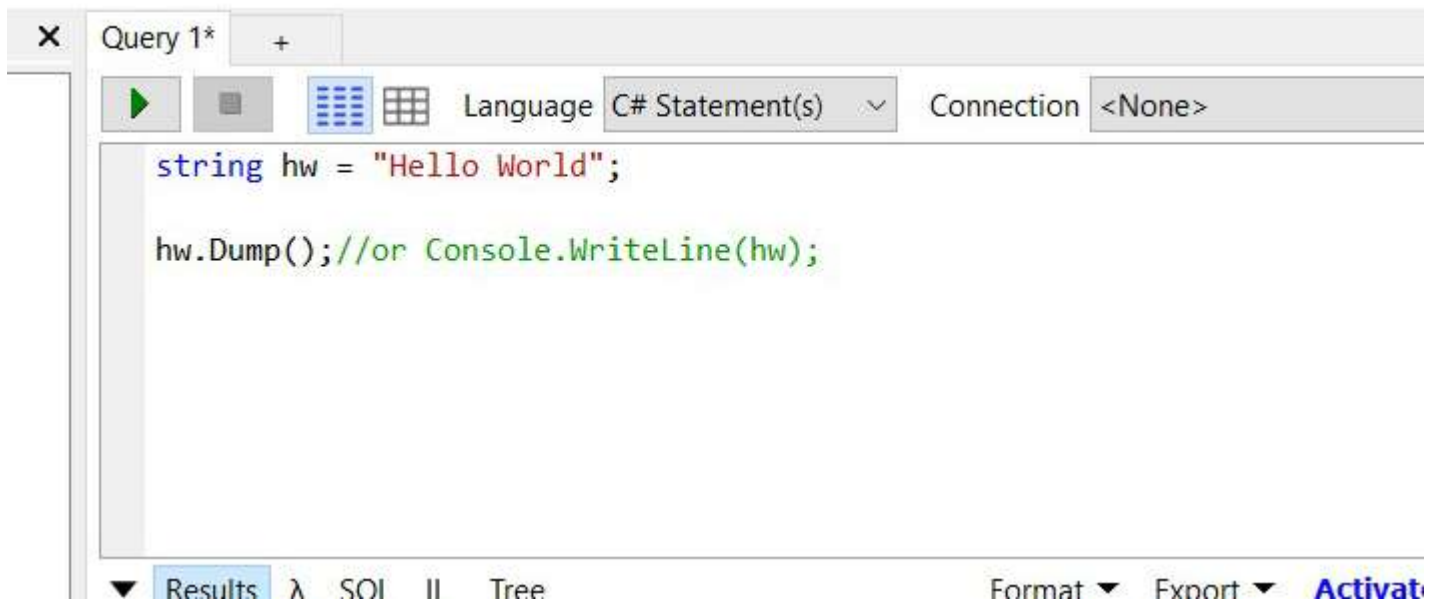 Query 1* +
Language C# Statement(s) Connection <None>
string hw = "Hello World";
hw.Dump();//or Console.WriteLine(hw);
Results λ SQL IL Tree Format Export